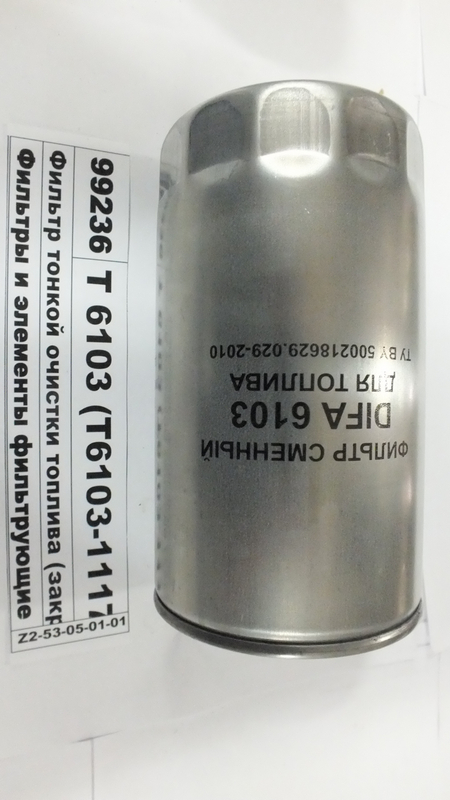 99236 Т 6103 (Т6103-1117
Фильтр тонкой очистки топлива (закр
Фильтры и элементы фильтрующие
Z2-53-05-01-01
ФИЛЬТР СМЕННЫЙ
DIFA 6103
ДЛЯ ТОПЛИВА
ТУ BY 500218629.029-2010